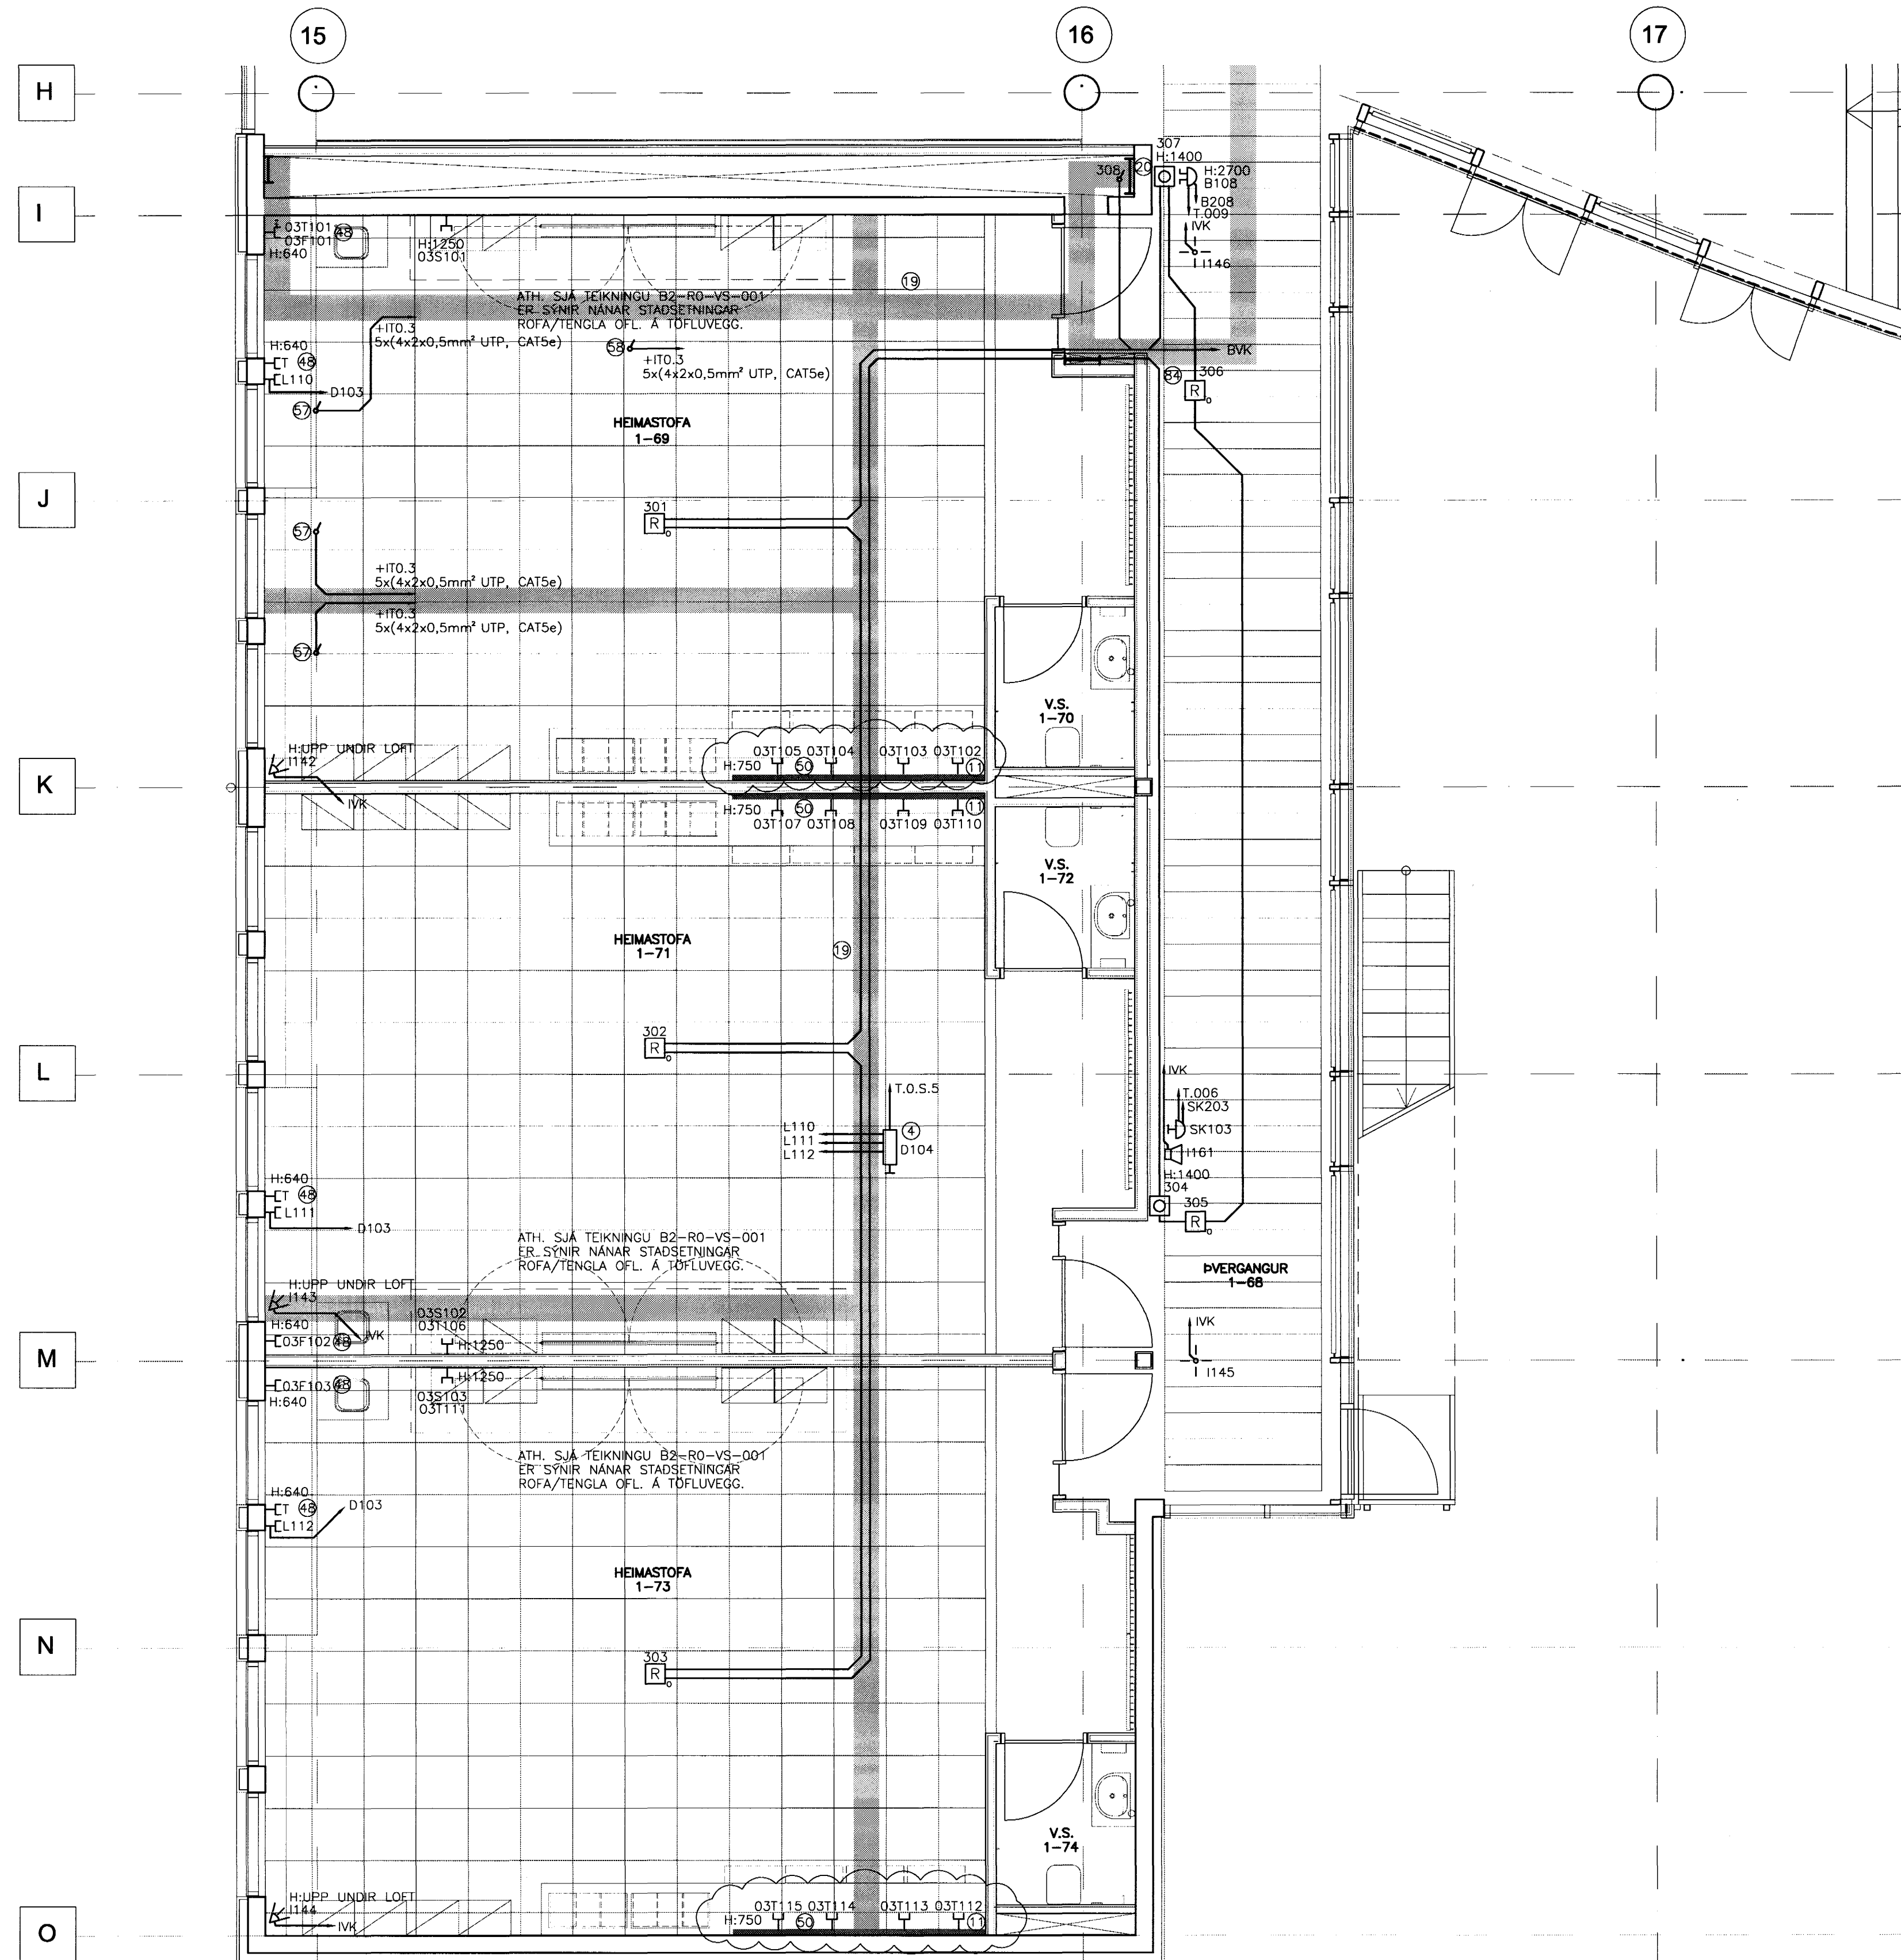 15
16
17
H
307
H:1400
308
20
H:2700
B108
B208
T.009
IVK
I146
I
03T101
03F101
48
H:640
H:1250
03S101
19
ATH. SJÁ TEIKNINGU B2-R0-VS-001
ER SÝNIR NÁNAR STAÐSETNINGAR
ROFA/TENGLA OFL. Á TÖFLUVEGG.
+IT0.3
5x(4x2x0,5mm² UTP, CAT5e)
58
+IT0.3
5x(4x2x0,5mm² UTP, CAT5e)
BVK
H:640
T 48
L110
D103
57
84
306
R
HEIMASTOFA
1-69
J
301
R
57
+IT0.3
5x(4x2x0,5mm² UTP, CAT5e)
+IT0.3
5x(4x2x0,5mm² UTP, CAT5e)
57
V.S.
1-70
H:UPP UNDIR LOFT
I142
IVK
03T105 03T104 03T103 03T102
H:750 50 11
K
H:750 50 11
03T107 03T108 03T109 03T110
V.S.
1-72
HEIMASTOFA
1-71
19
302
R
L
IVK
T.006
SK203
SK103
I161
H:1400
304
305
R
T.0.S.5
L110
L111
L112
4
D104
H:640
T 48
L111
D103
ATH. SJÁ TEIKNINGU B2-R0-VS-001
ER SÝNIR NÁNAR STAÐSETNINGAR
ROFA/TENGLA OFL. Á TÖFLUVEGG.
ÞVERGANGUR
1-68
H:UPP UNDIR LOFT
I143
IVK
H:640
03F102 48
03S102
03T106
H:1250
IVK
I145
M
03F103 48
H:640
H:1250
03S103
03T111
ATH. SJÁ TEIKNINGU B2-R0-VS-001
ER SÝNIR NÁNAR STAÐSETNINGAR
ROFA/TENGLA OFL. Á TÖFLUVEGG.
H:640
T 48
L112
D103
HEIMASTOFA
1-73
N
303
R
V.S.
1-74
H:UPP UNDIR LOFT
I144
IVK
03T115 03T114 03T113 03T112
H:750 50 11
O